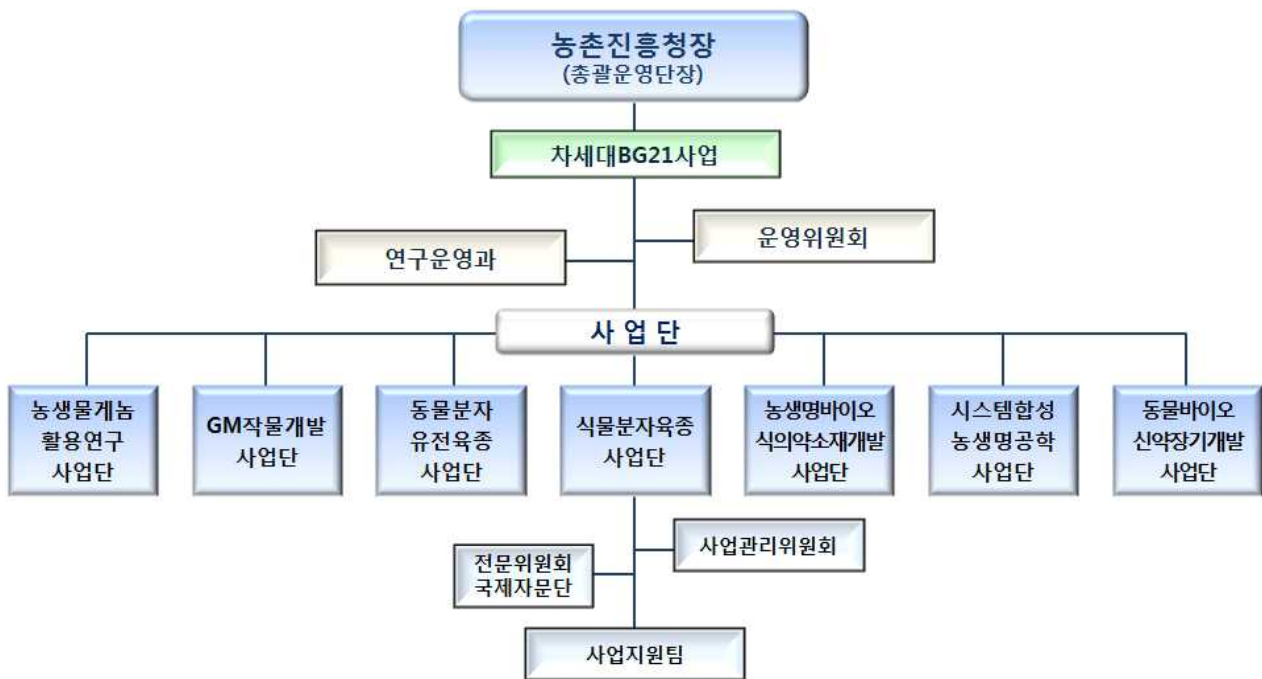 농촌진흥청장
(총괄운영단장)
차세대BG21사업
운영위원회
연구운영과
사 업 단
농생물게놈
활용연구
사업단
GM작물개발
사업단
동물분자
유전육종
사업단
식물분자육종
사업단
농생명바이오
식의약소재개발
사업단
시스템합성
농생명공학
사업단
동물바이오
신약장기개발
사업단
사업관리위원회
전문위원회
국제자문단
사업지원팀